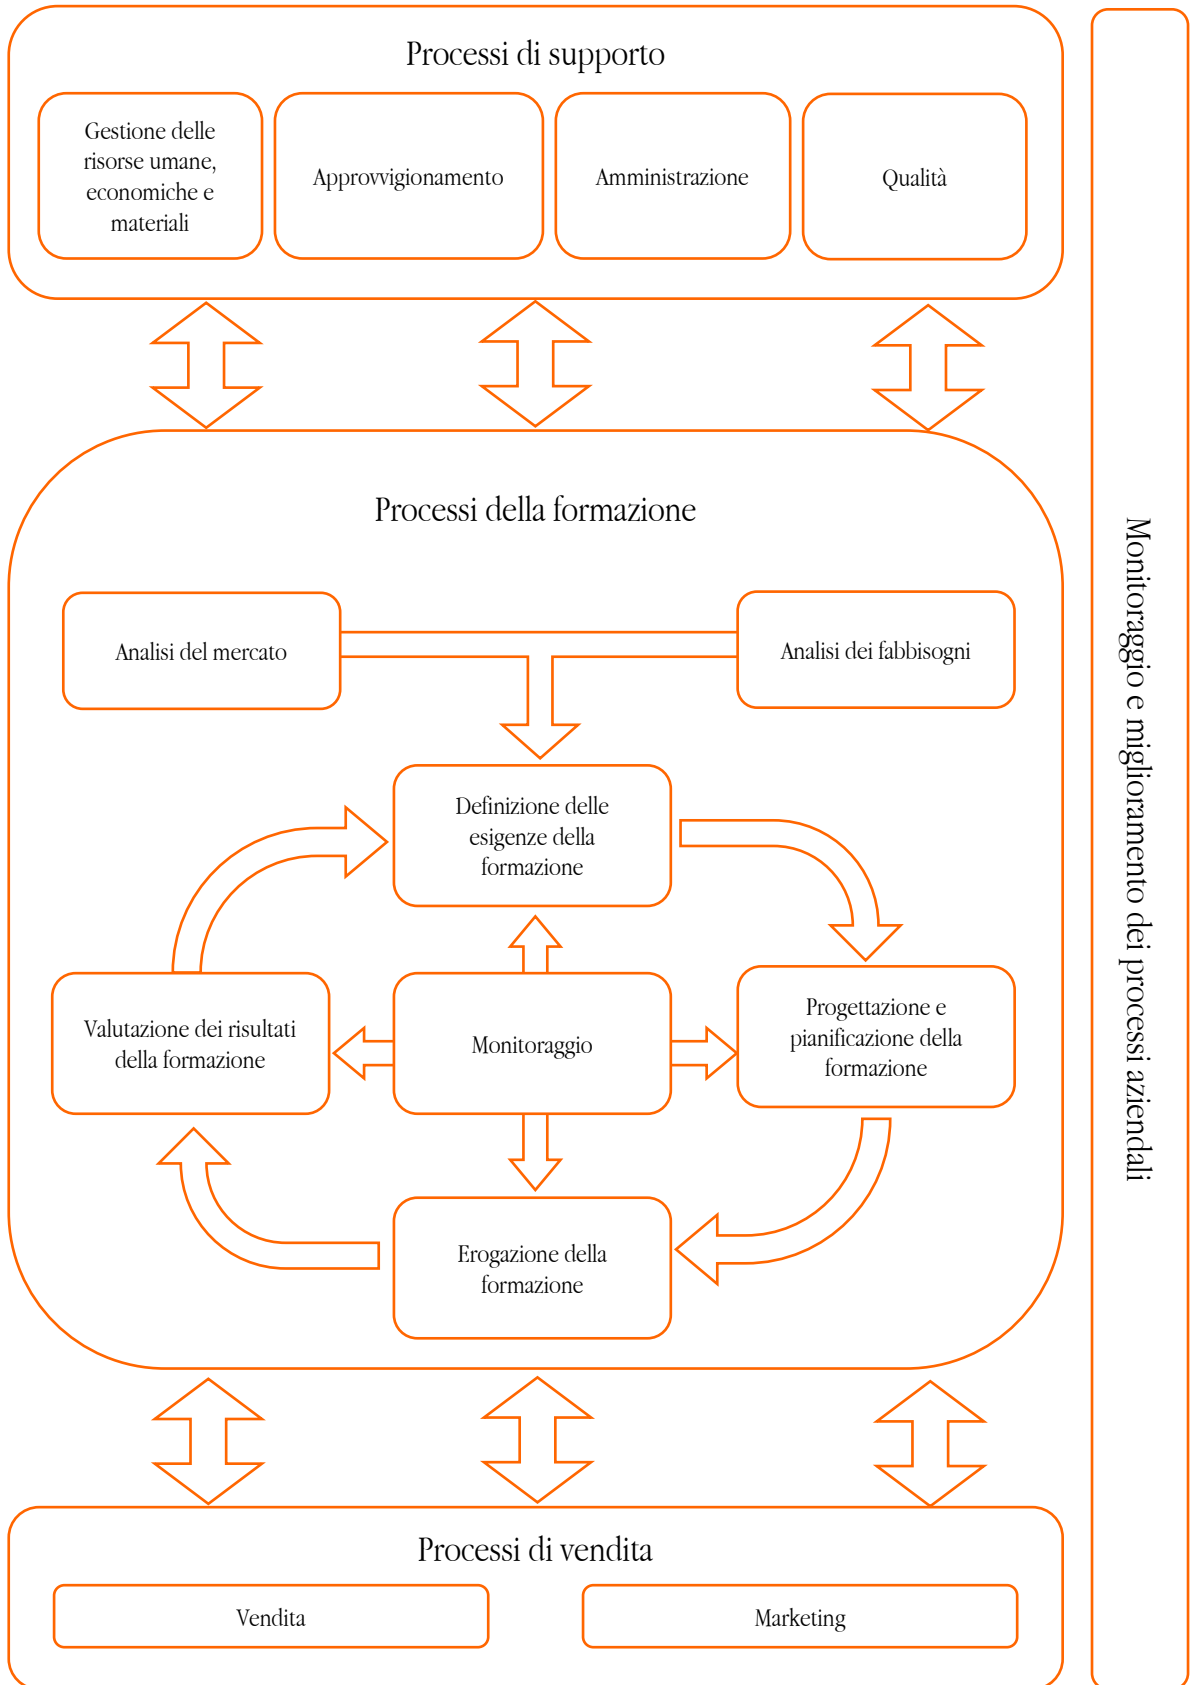 Processi di supporto
Gestione delle
risorse umane,
economiche e
materiali
Approvvigionamento
Amministrazione
Qualità
Processi della formazione
Analisi del mercato
Analisi dei fabbisogni
Definizione delle
esigenze della
formazione
Valutazione dei risultati
della formazione
Monitoraggio
Progettazione e
pianificazione della
formazione
Erogazione della
formazione
Processi di vendita
Vendita
Marketing
Monitoraggio e miglioramento dei processi aziendali